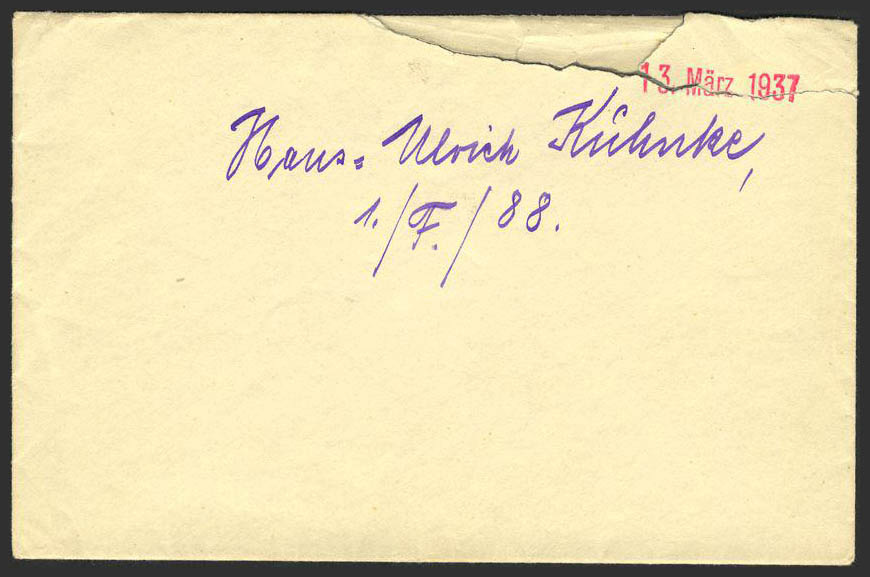 13. März 1937
Hans-Ulrich Kühnke,
1./F./88.